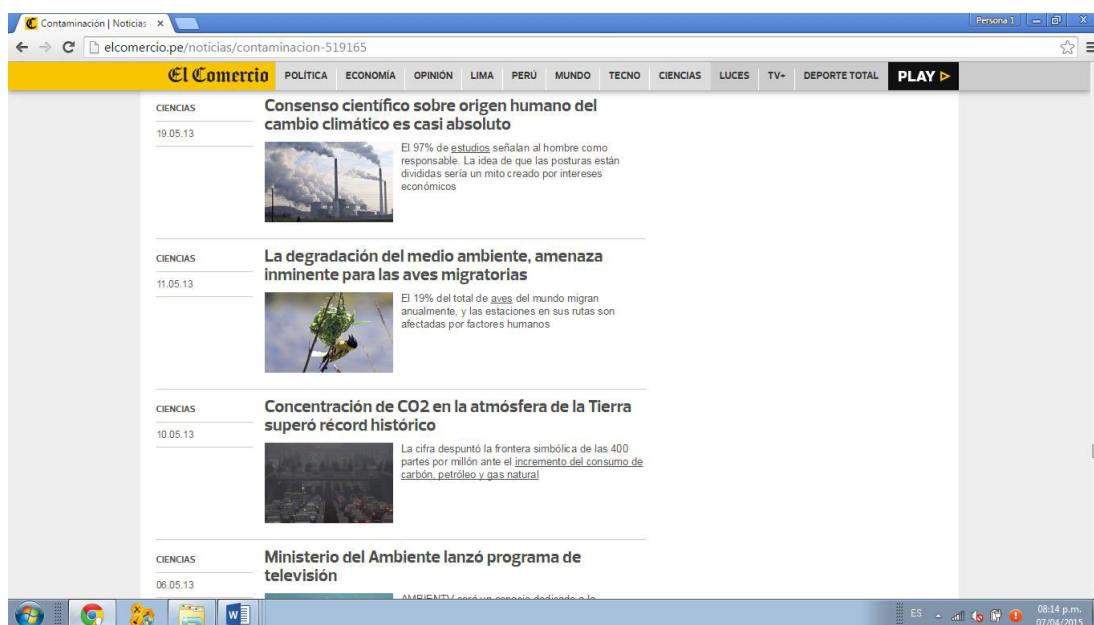 Contaminación | Noticias
Persona 1
elcomercio.pe/noticias/contaminacion-519165
El Comercio POLÍTICA ECONOMÍA OPINIÓN LIMA PERÚ MUNDO TECNO CIENCIAS LUCES TV+ DEPORTE TOTAL PLAY
CIENCIAS
19.05.13
Consenso científico sobre origen humano del
cambio climático es casi absoluto
El 97% de estudios señalan al hombre como
responsable. La idea de que las posturas están
divididas sería un mito creado por intereses
económicos
CIENCIAS
11.05.13
La degradación del medio ambiente, amenaza
inminente para las aves migratorias
El 19% del total de aves del mundo migran
anualmente, y las estaciones en sus rutas son
afectadas por factores humanos
CIENCIAS
10.05.13
Concentración de CO2 en la atmósfera de la Tierra
superó récord histórico
La cifra despuntó la frontera simbólica de las 400
partes por millón ante el incremento del consumo de
carbón, petróleo y gas natural
CIENCIAS
06.05.13
Ministerio del Ambiente lanzó programa de
televisión
AMBIENTV será un espacio dedicado a la
ES
08:14 p.m.
07/04/2015